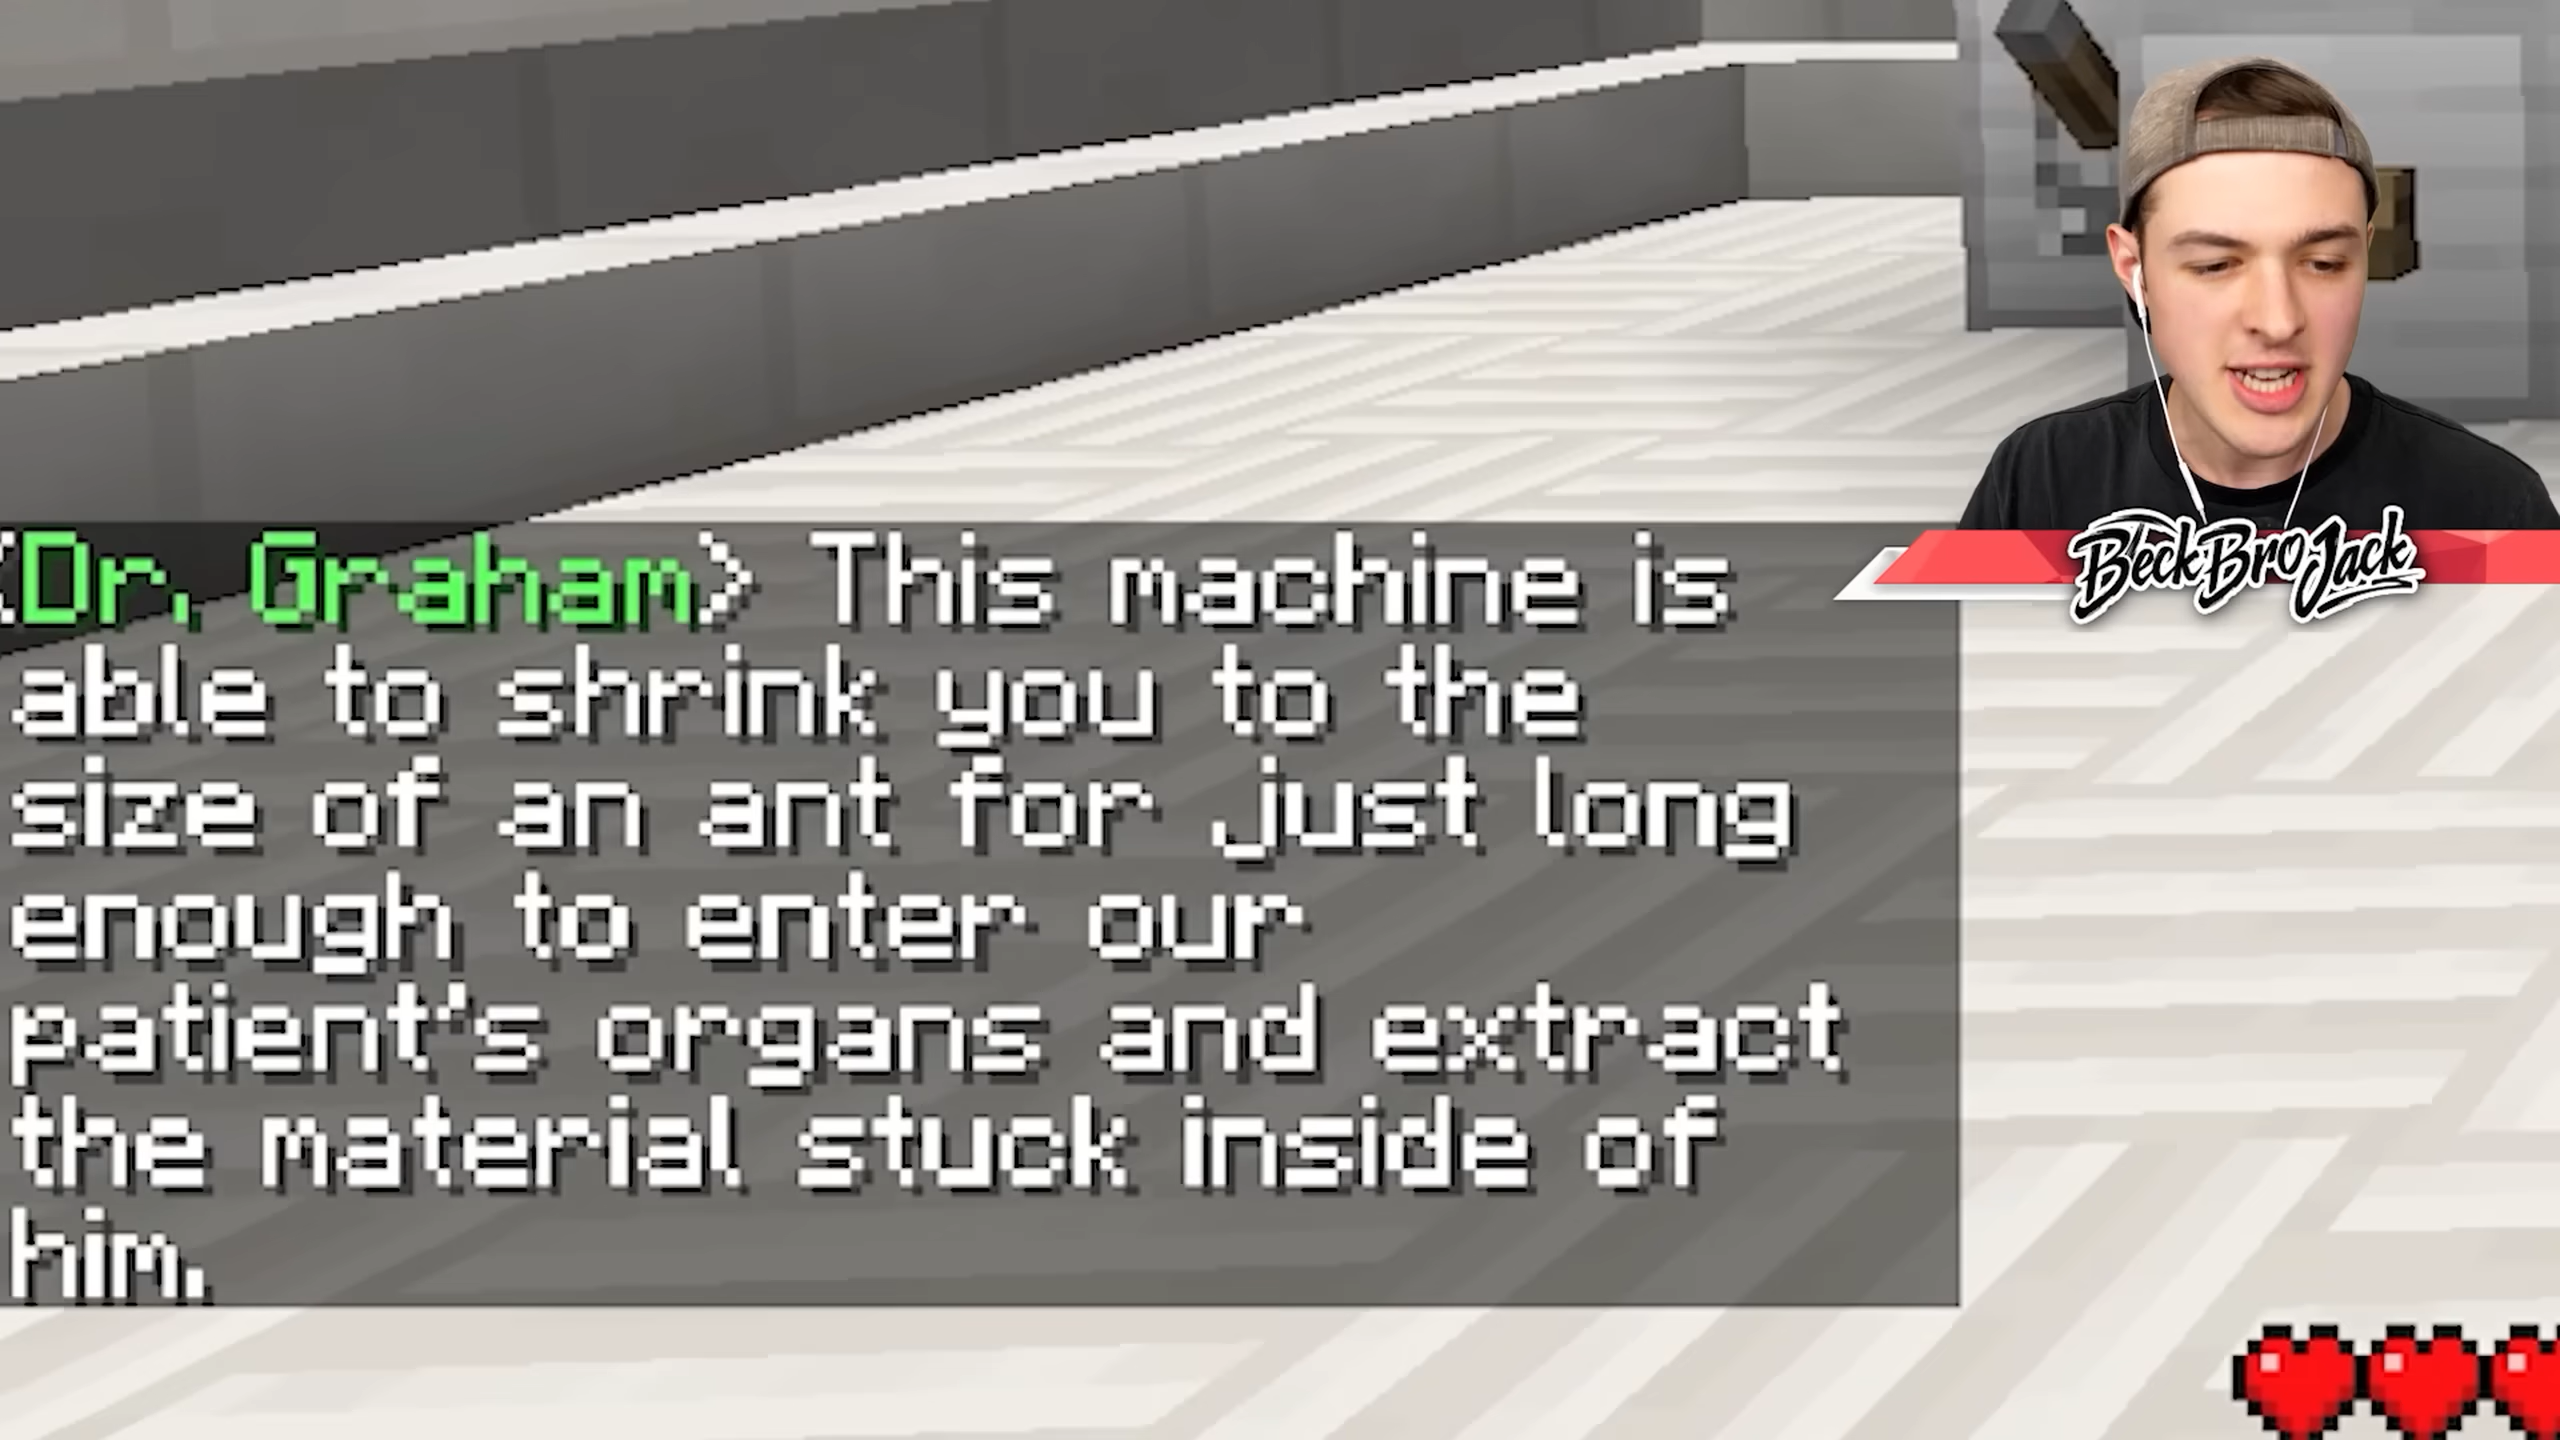 <Dr. Graham> This machine is
able to shrink you to the
size of an ant for just long
enough to enter our
patient's organs and extract
the material stuck inside of
him.
BeckBroJack